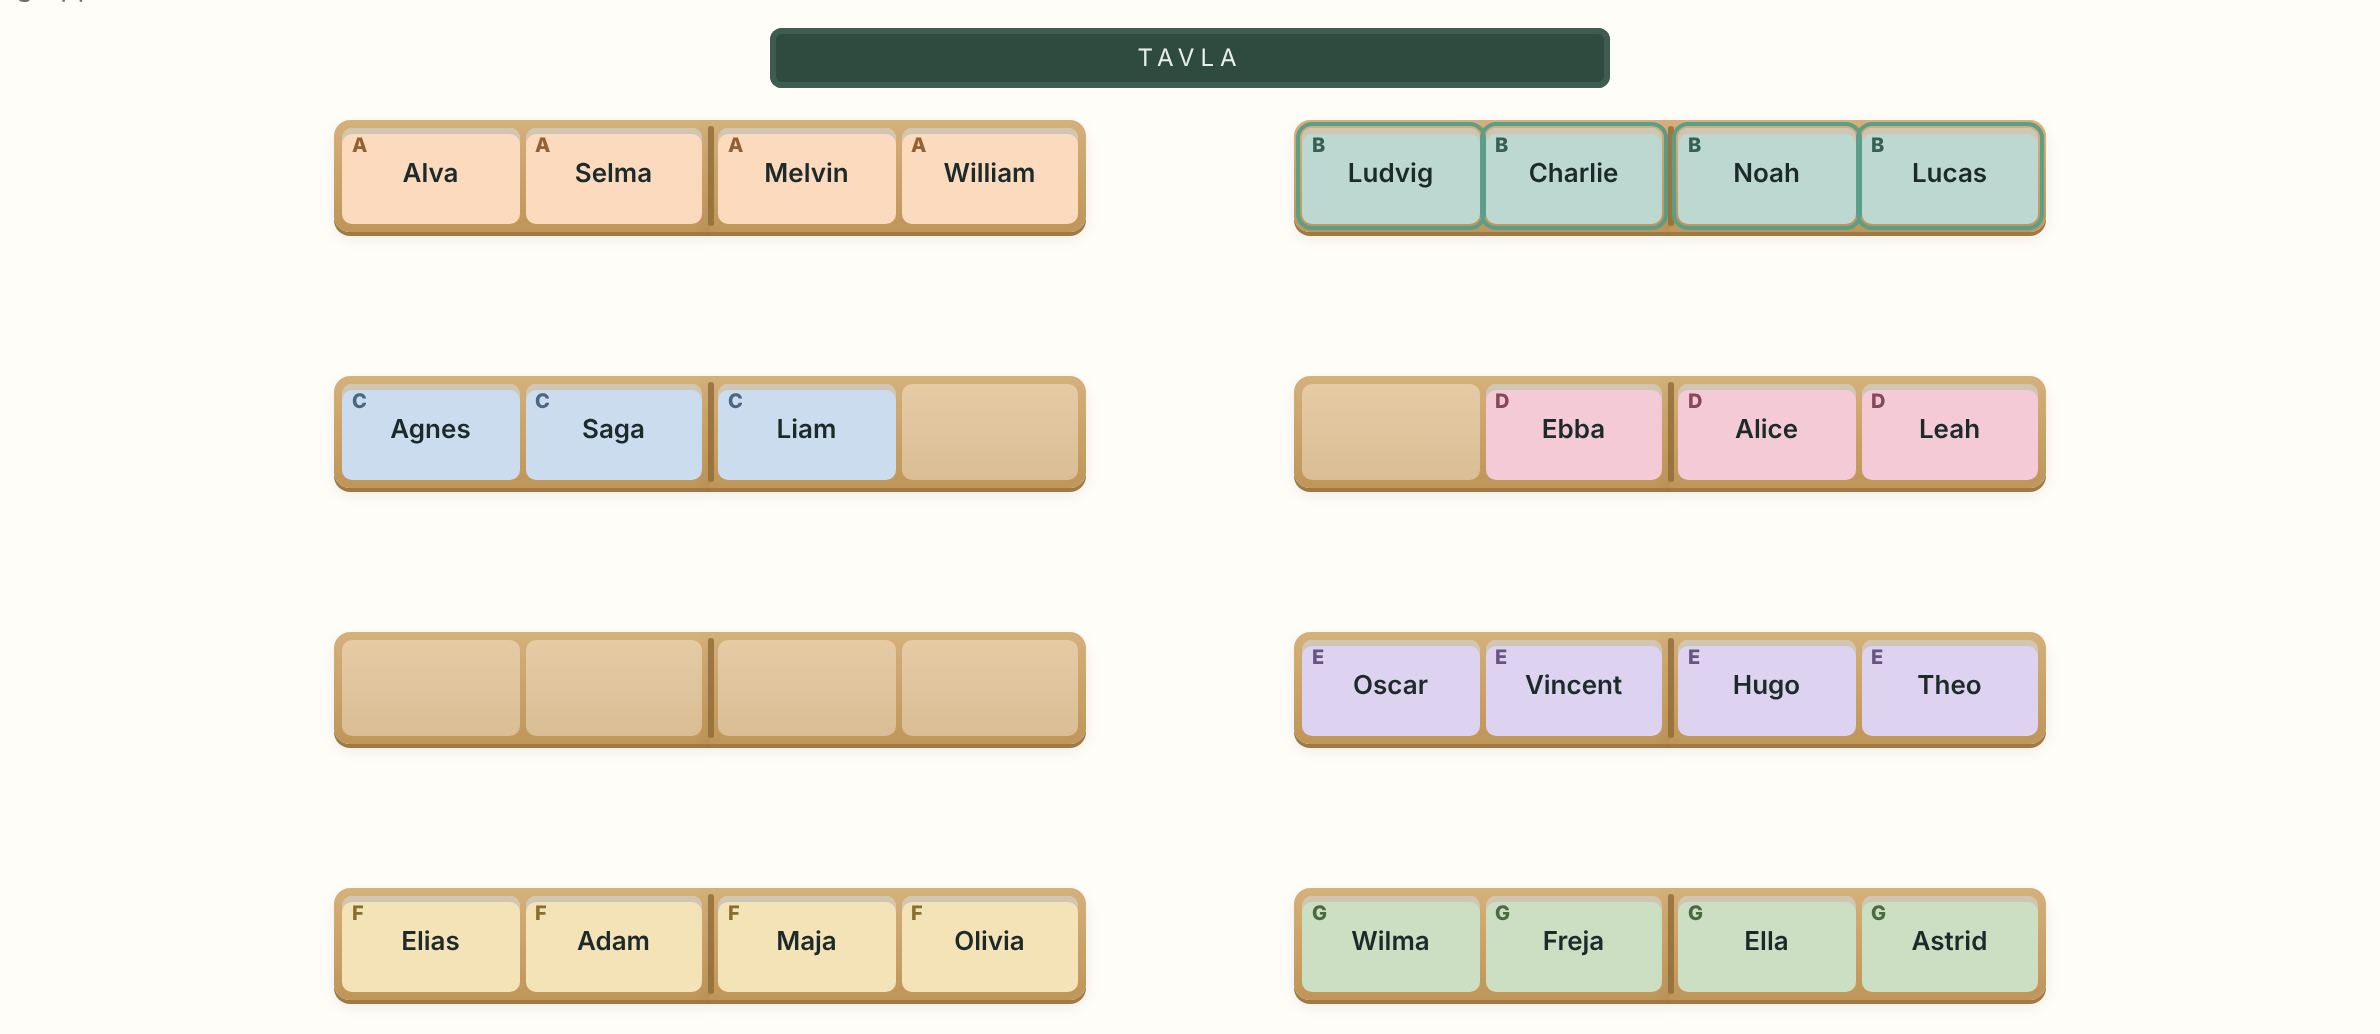 TAVLA
A Alva A Selma A Melvin A William
B Ludvig B Charlie B Noah B Lucas
C Agnes C Saga C Liam
D Ebba D Alice D Leah
E Oscar E Vincent E Hugo E Theo
F Elias F Adam F Maja F Olivia
G Wilma G Freja G Ella G Astrid